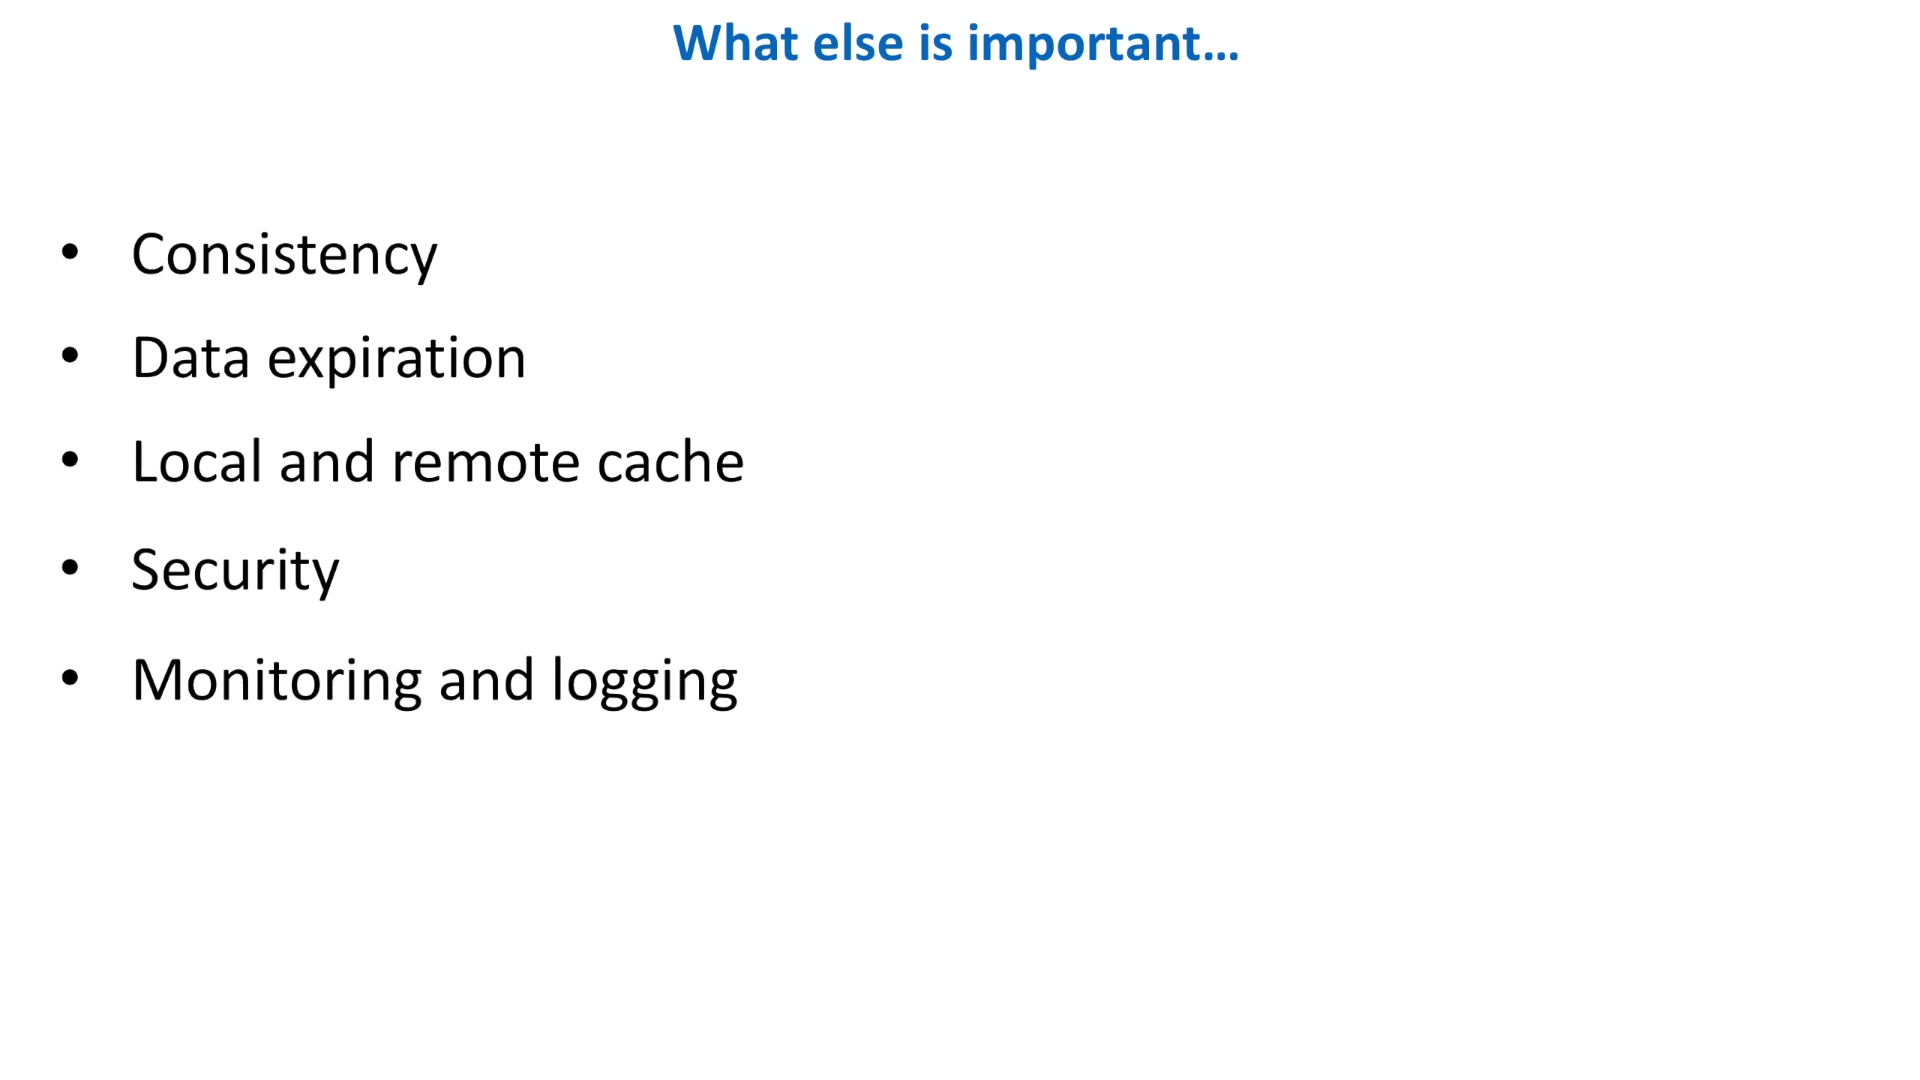 What else is important...
• Consistency
• Data expiration
• Local and remote cache
• Security
• Monitoring and logging